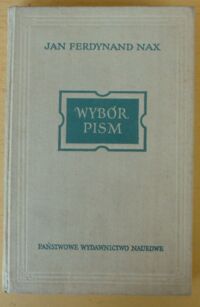 JAN FERDYNAND NAX
WYBÓR
PISM
PAŃSTWOWE WYDAWNICTWO NAUKOWE